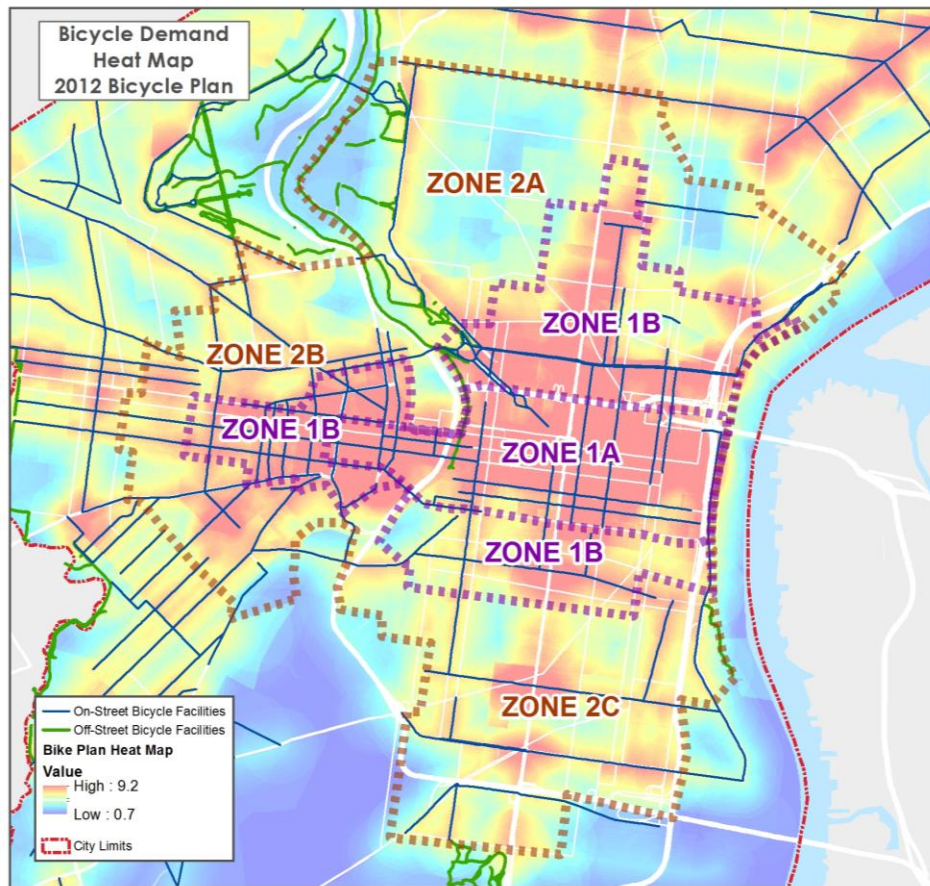 Bicycle Demand
Heat Map
2012 Bicycle Plan
ZONE 2A
ZONE 1B
ZONE 2B
ZONE 1B
ZONE 1A
ZONE 1B
ZONE 2C
On-Street Bicycle Facilities
Off-Street Bicycle Facilities
Bike Plan Heat Map
Value
High : 9.2
Low : 0.7
City Limits